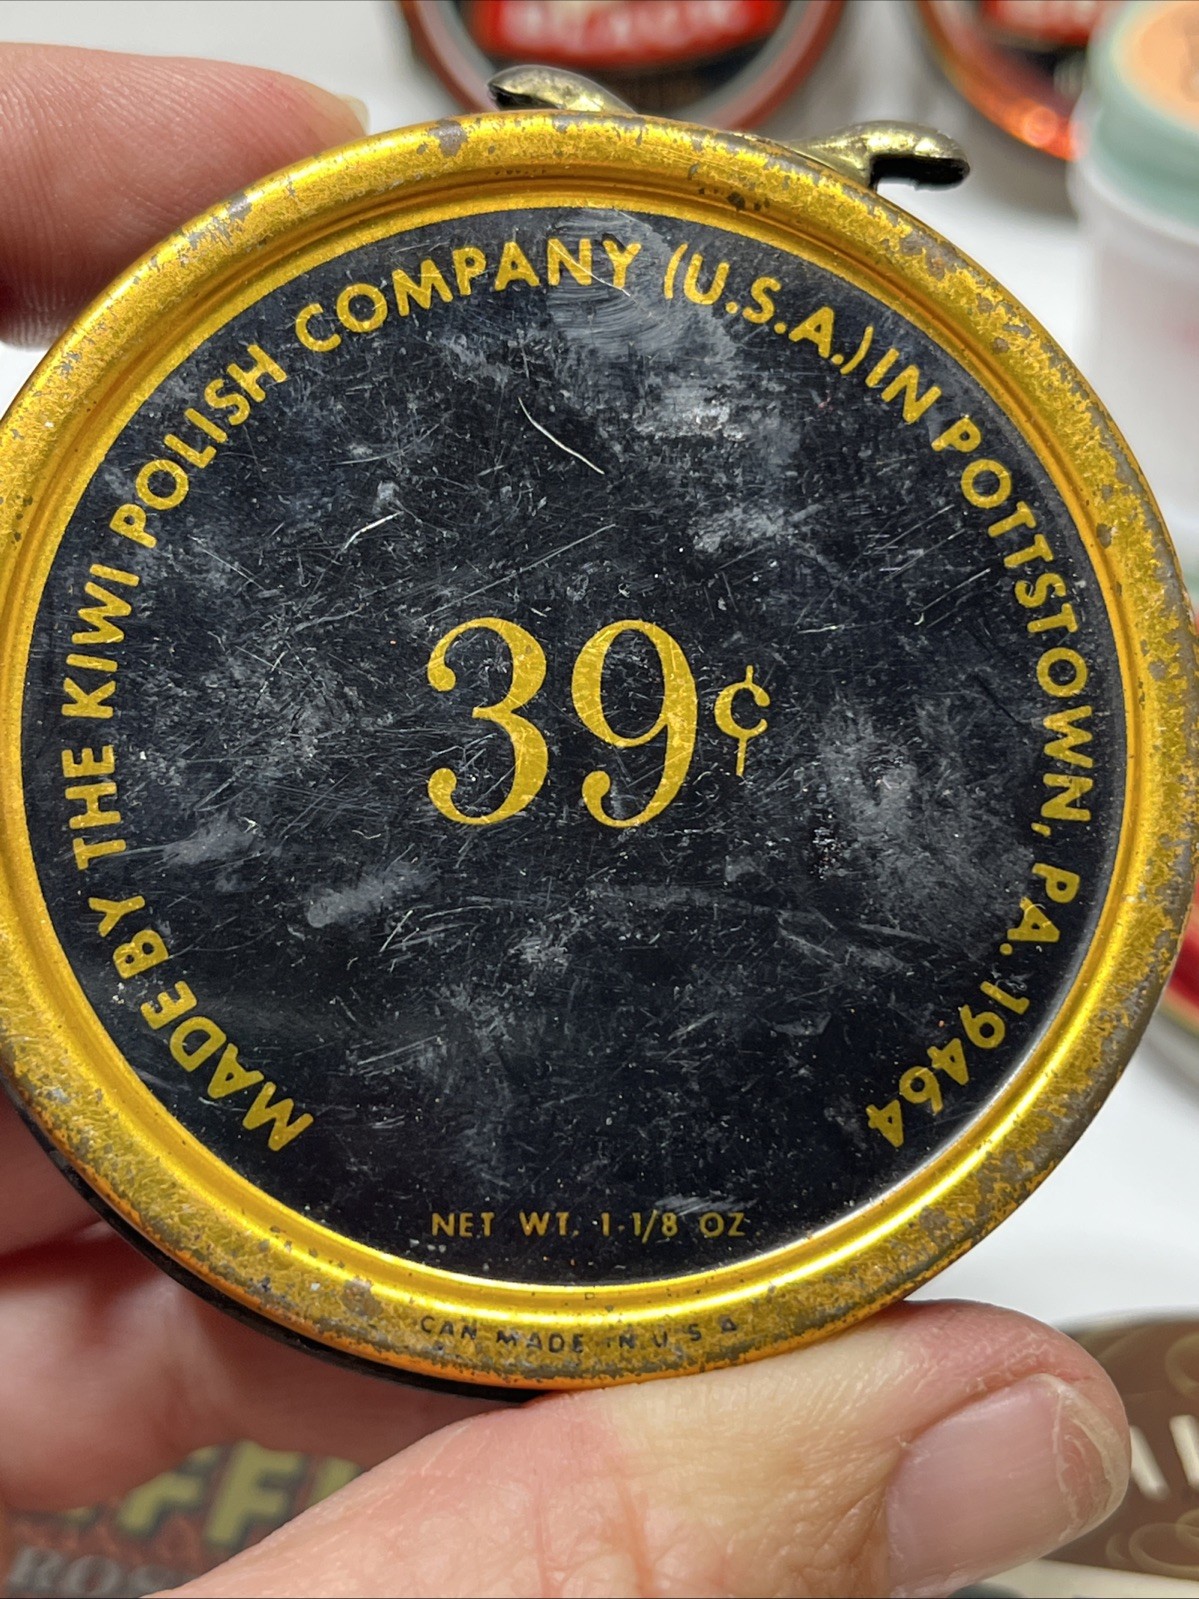 MADE BY THE KIWI POLISH COMPANY (U.S.A.) IN POTTSTOWN, PA. 19464
39¢
NET WT. 1-1/8 OZ
CAN MADE IN U S A